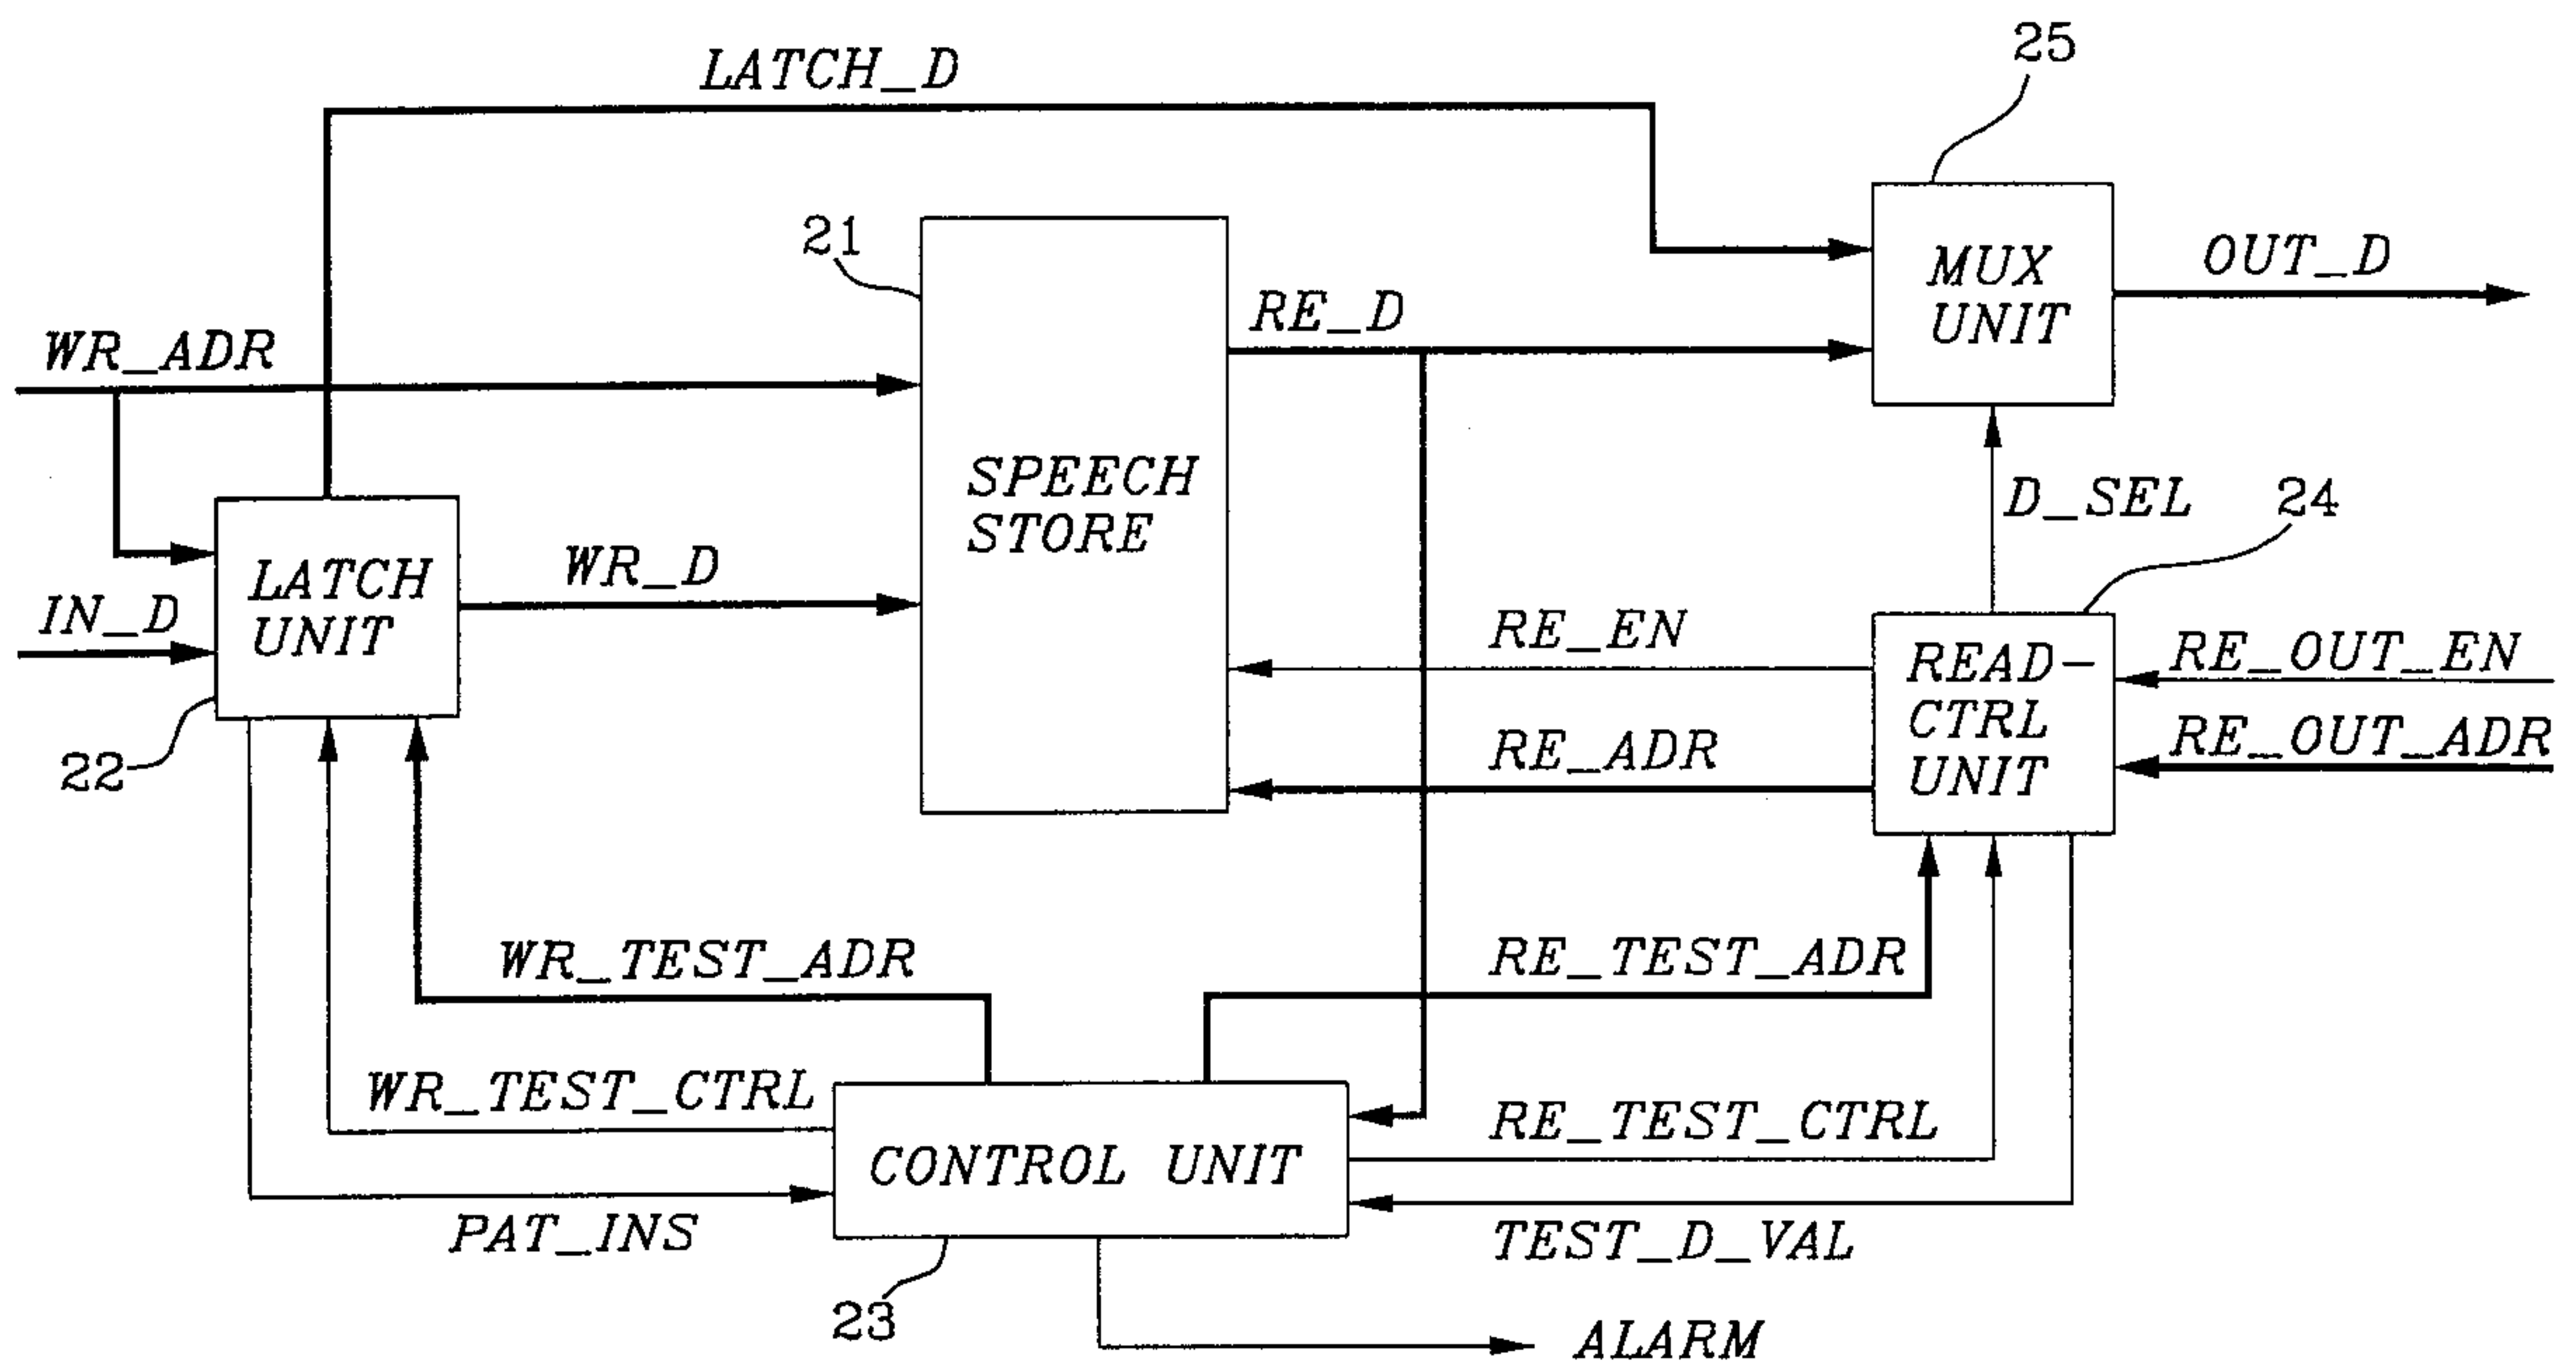 25
LATCH_D
21
MUX
UNIT
OUT_D
RE_D
WR_ADR
SPEECH
STORE
D_SEL
24
LATCH
UNIT
WR_D
IN_D
RE_EN
READ-
CTRL
UNIT
RE_OUT_EN
RE_OUT_ADR
22
RE_ADR
WR_TEST_ADR
RE_TEST_ADR
WR_TEST_CTRL
RE_TEST_CTRL
CONTROL UNIT
PAT_INS
TEST_D_VAL
23
ALARM